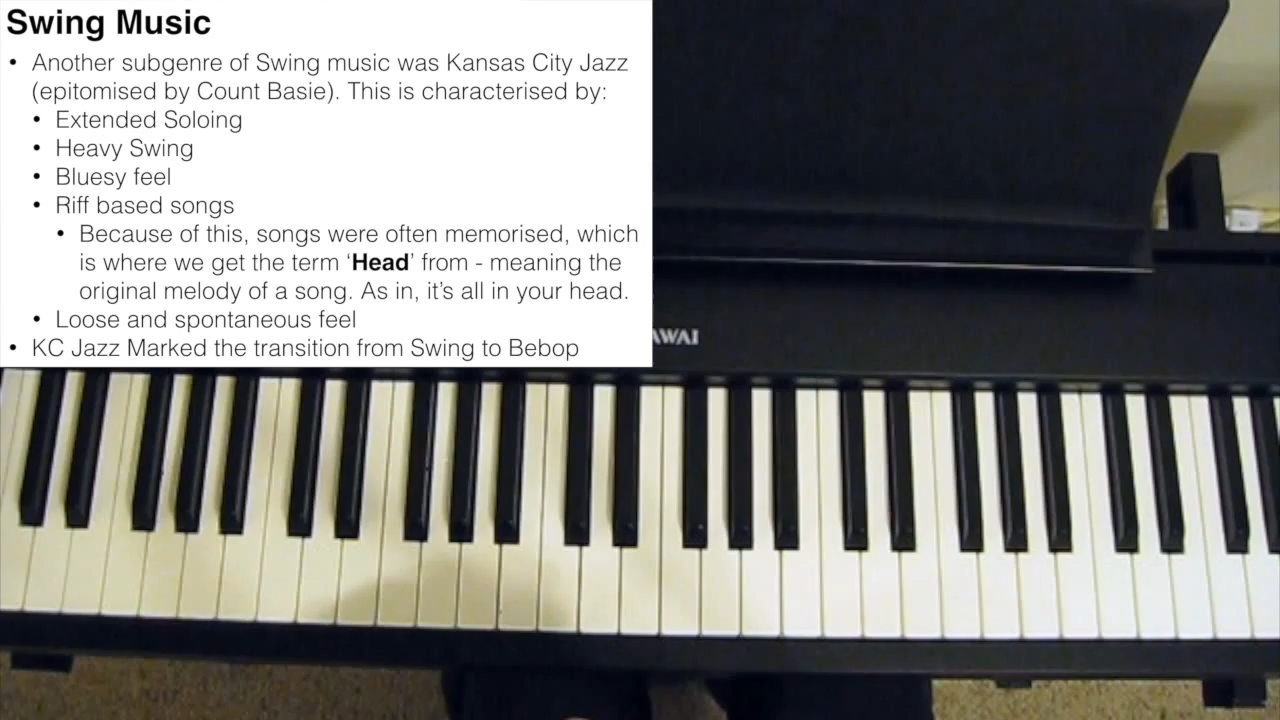 Swing Music
• Another subgenre of Swing music was Kansas City Jazz
(epitomised by Count Basie). This is characterised by:
• Extended Soloing
• Heavy Swing
• Bluesy feel
• Riff based songs
• Because of this, songs were often memorised, which
is where we get the term ‘Head’ from - meaning the
original melody of a song. As in, it’s all in your head.
• Loose and spontaneous feel
• KC Jazz Marked the transition from Swing to Bebop
AWAI